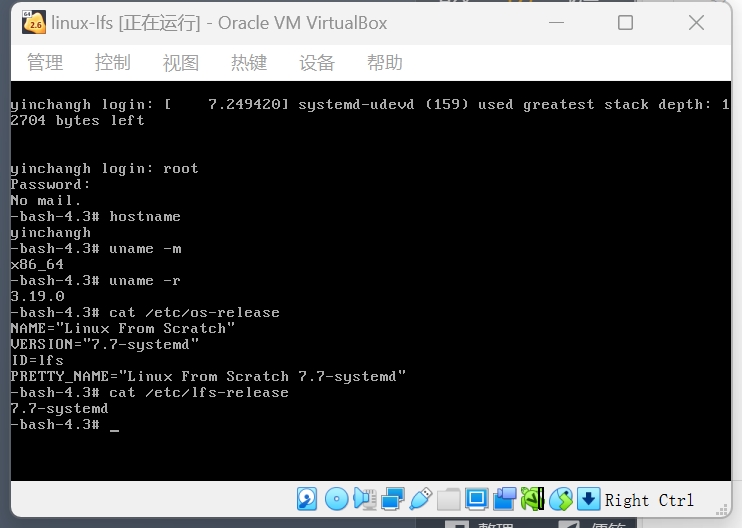 linux-lfs [正在运行] - Oracle VM VirtualBox
管理 控制 视图 热键 设备 帮助
yinchangh login: [    7.249420] systemd-udevd (159) used greatest stack depth: 1
2704 bytes left
yinchangh login: root
Password:
No mail.
-bash-4.3# hostname
yinchangh
-bash-4.3# uname -m
x86_64
-bash-4.3# uname -r
3.19.0
-bash-4.3# cat /etc/os-release
NAME="Linux From Scratch"
VERSION="7.7-systemd"
ID=lfs
PRETTY_NAME="Linux From Scratch 7.7-systemd"
-bash-4.3# cat /etc/lfs-release
7.7-systemd
-bash-4.3# _
Right Ctrl